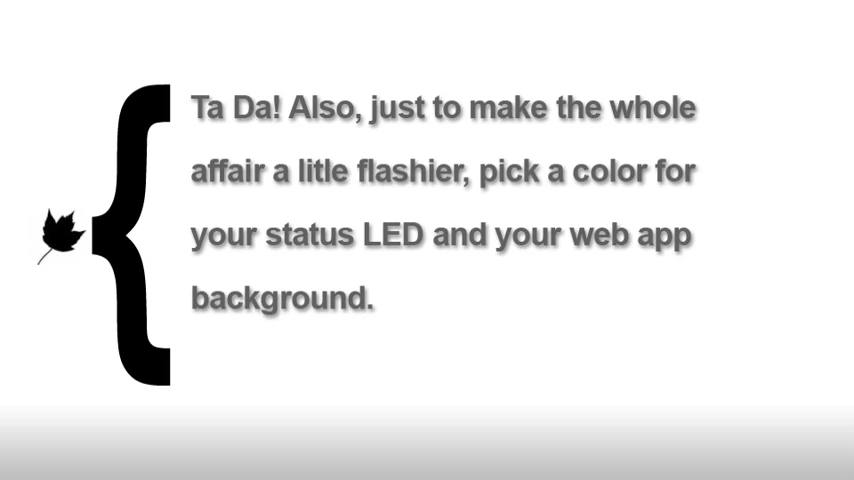 Ta Da! Also, just to make the whole
affair a litle flashier, pick a color for
your status LED and your web app
background.